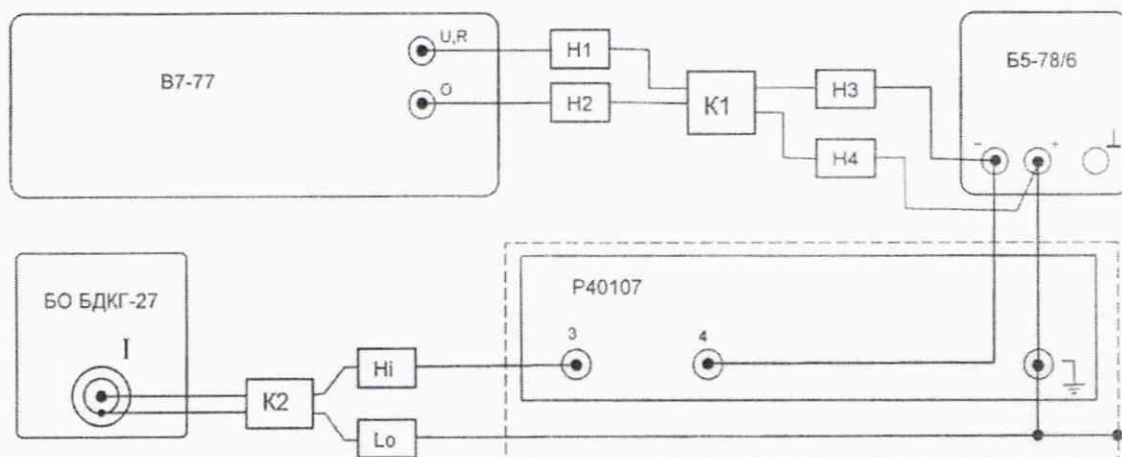 В7-77
U,R
О
Н1
Н2
К1
Н3
Н4
Б5-78/6
-
+
⊥
БО БДКГ-27
I
К2
Hi
Lo
Р40107
3
4